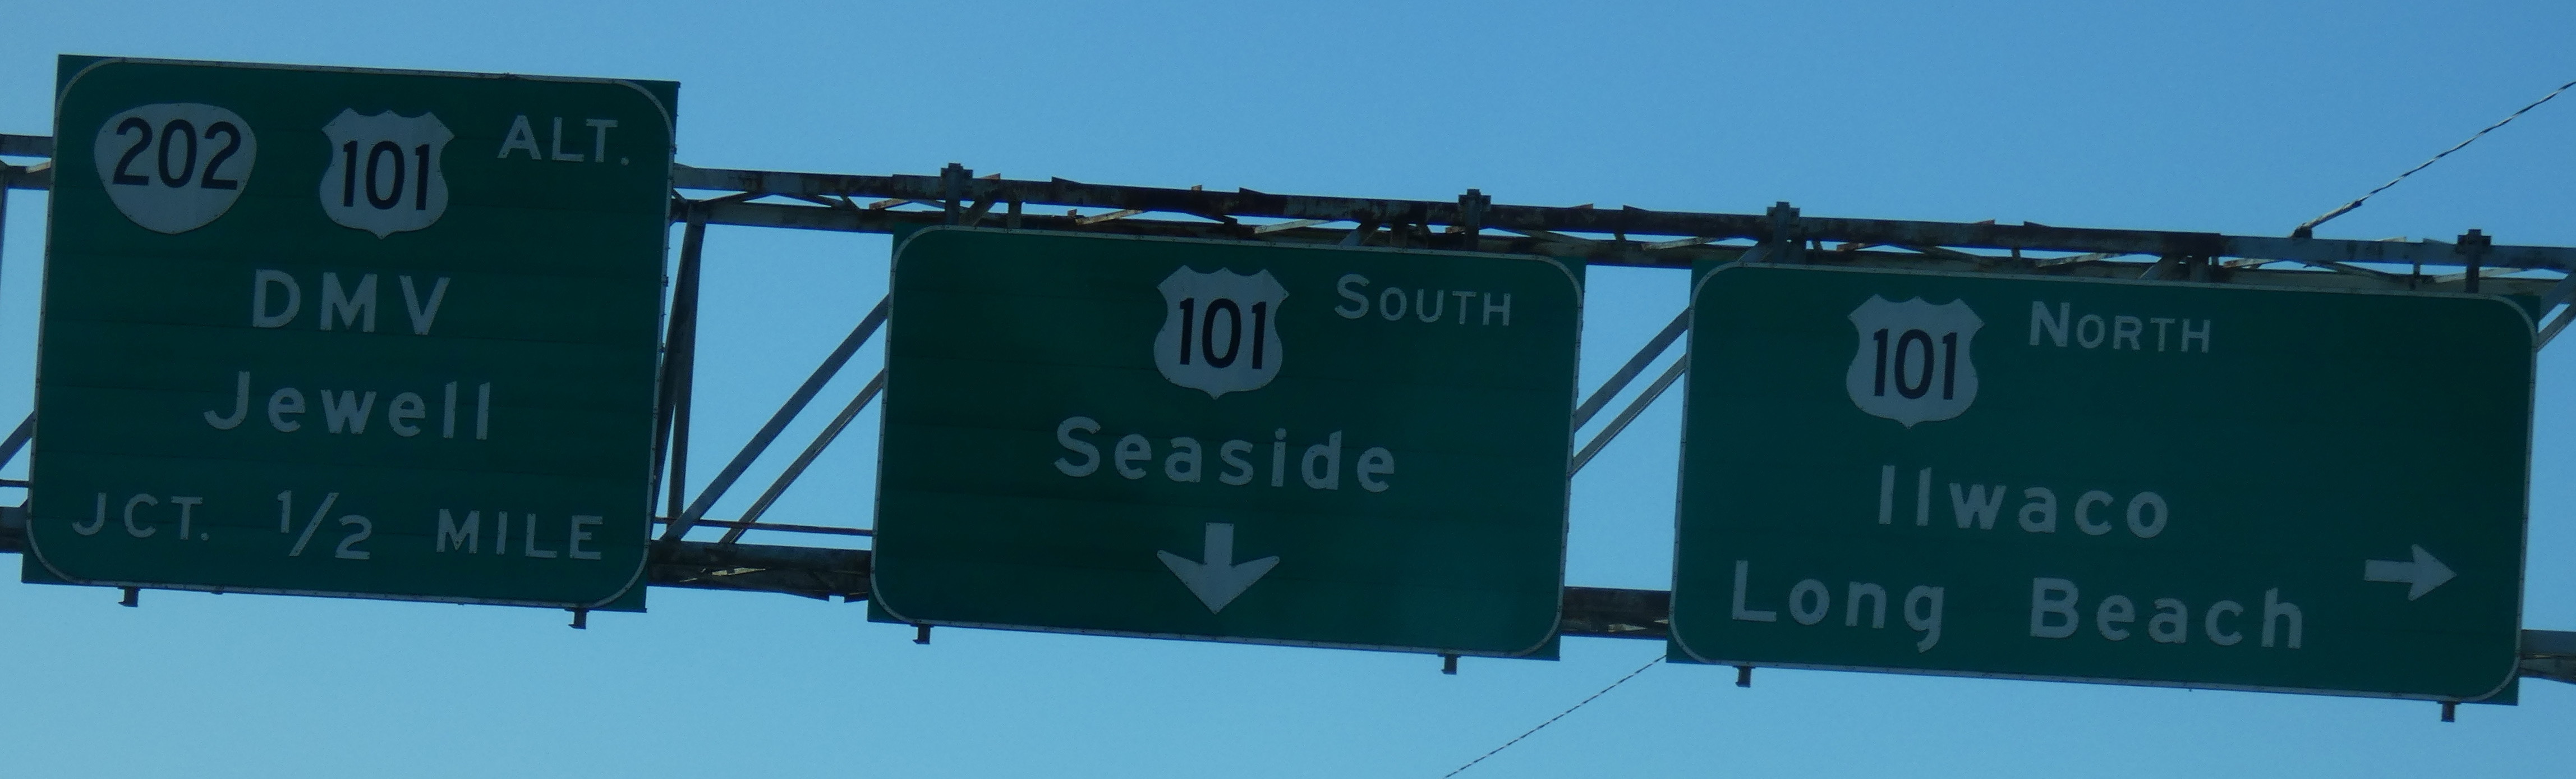 202 101 ALT.
DMV
Jewell
JCT. 1/2 MILE
101 SOUTH
Seaside
101 NORTH
Ilwaco
Long Beach